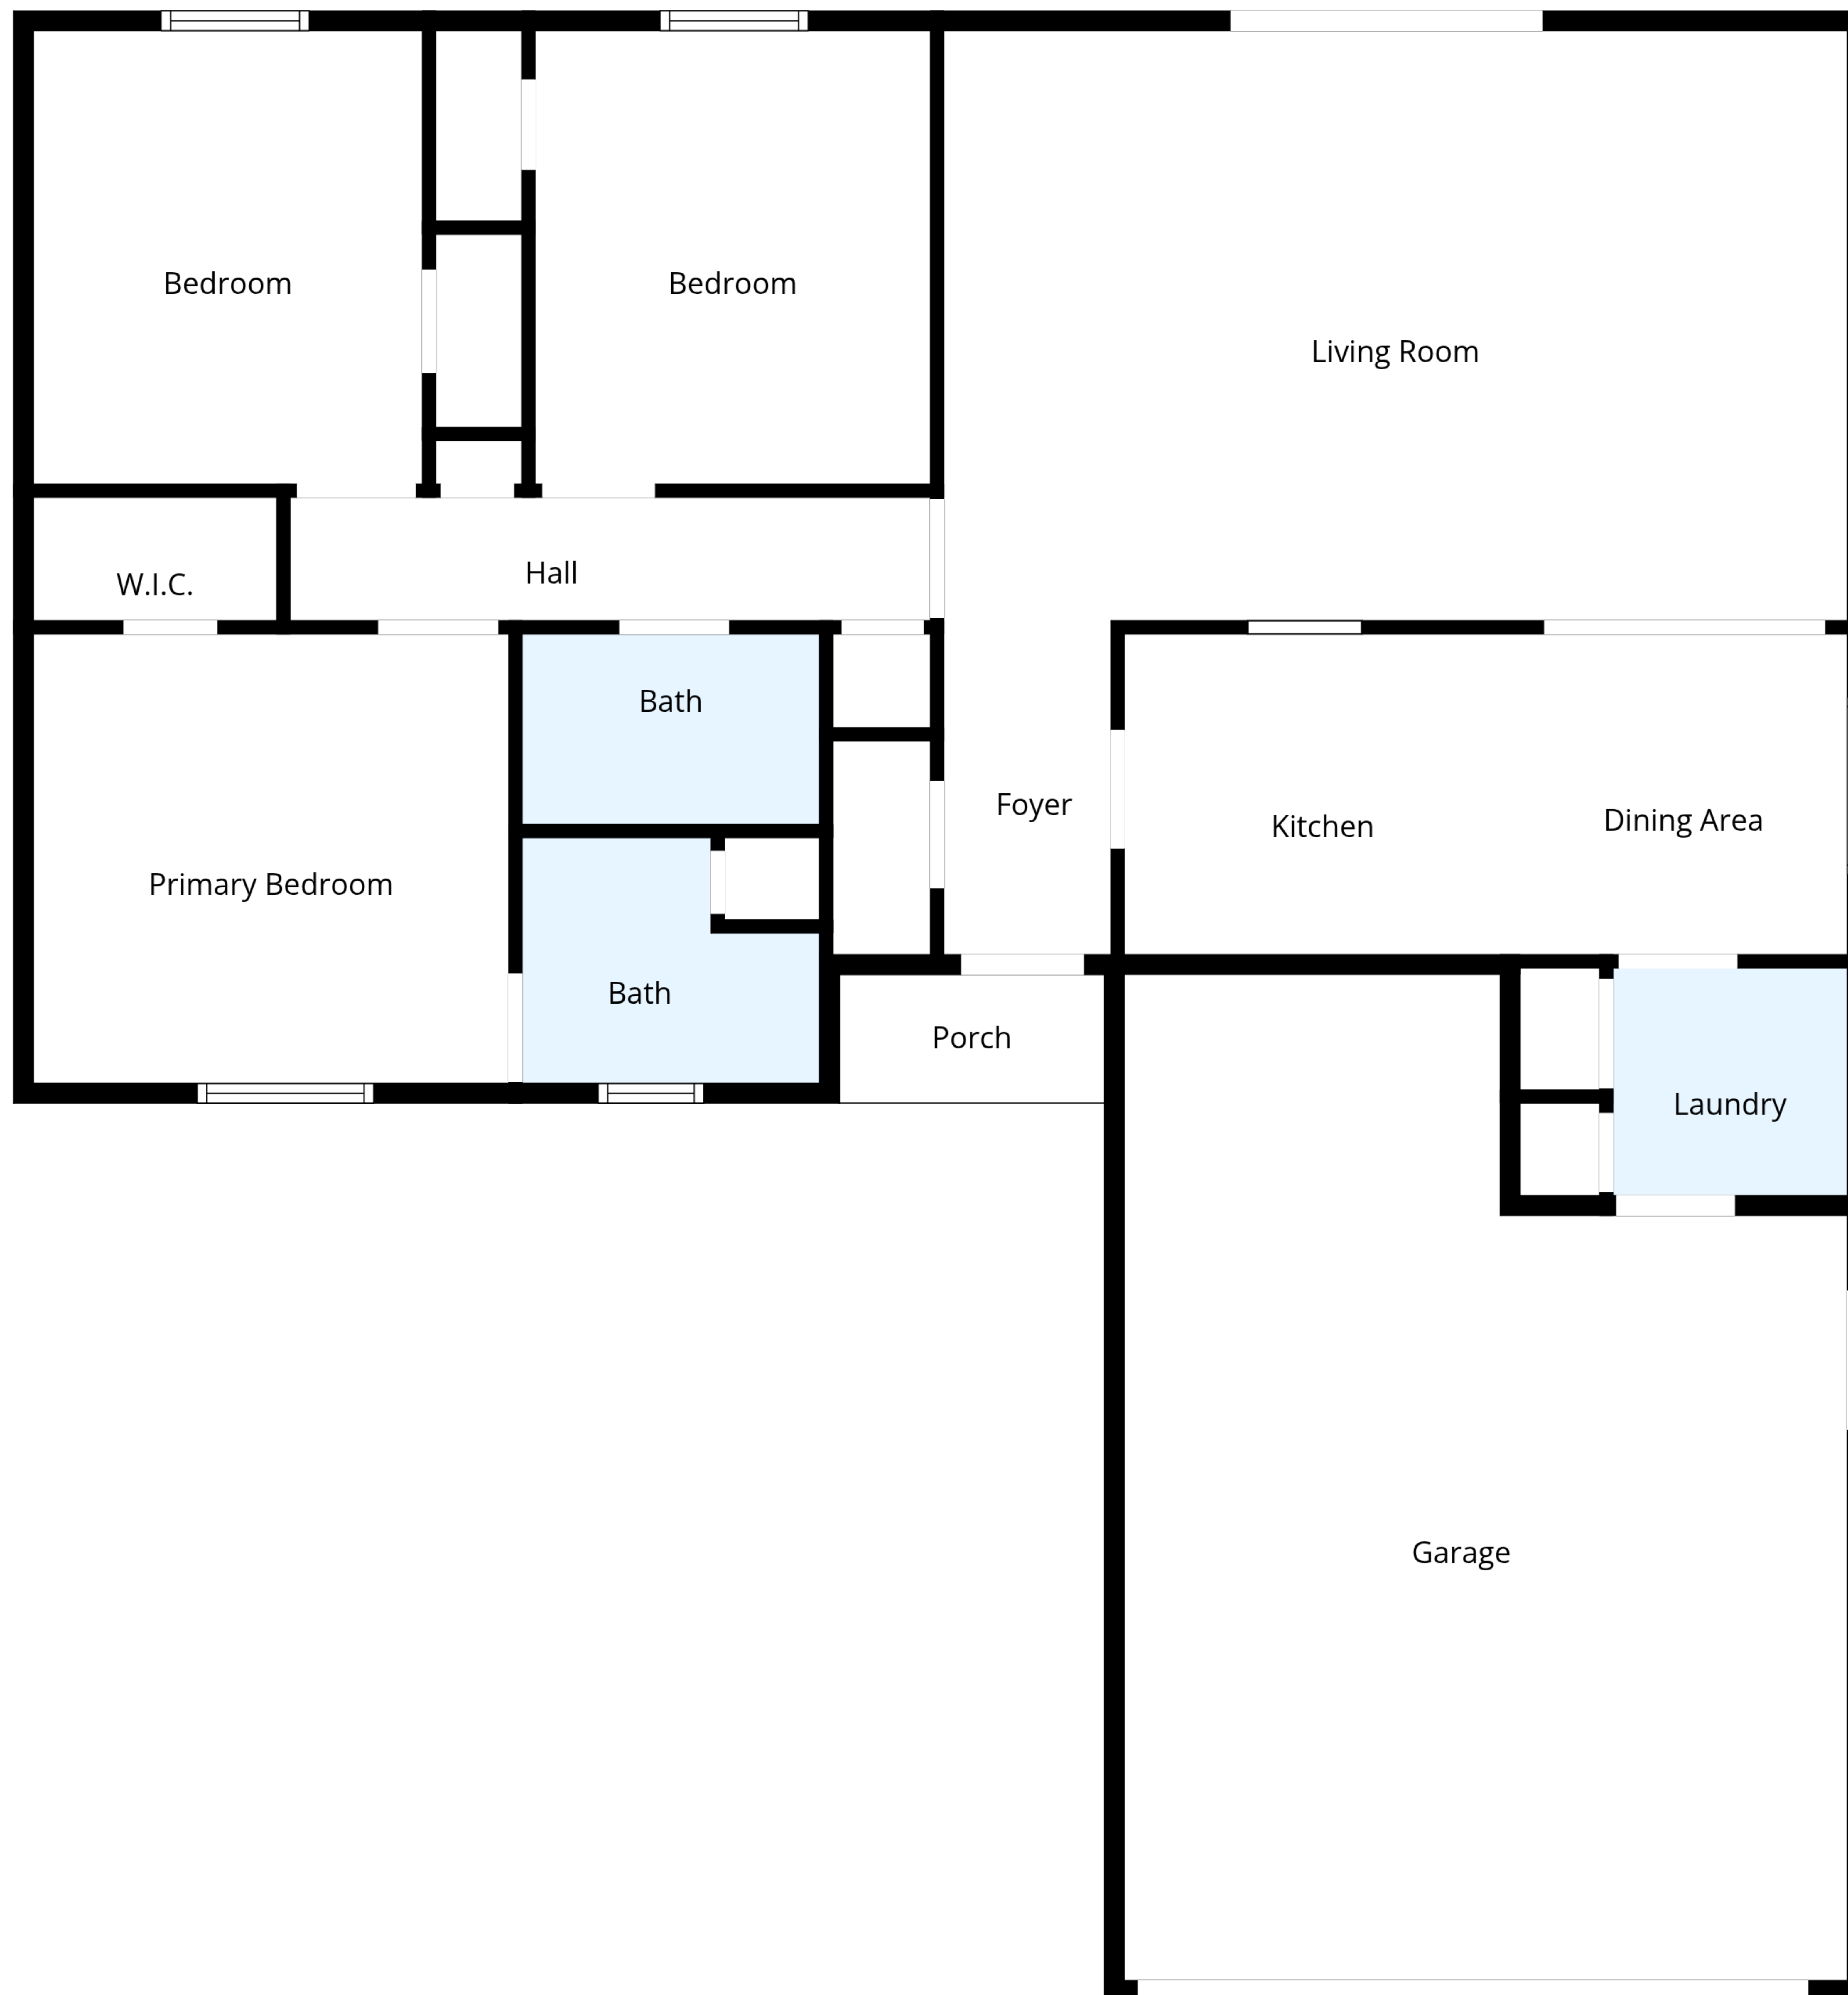 Bedroom
Bedroom
Living Room
W.I.C.
Hall
Bath
Foyer
Kitchen
Dining Area
Primary Bedroom
Bath
Porch
Laundry
Garage